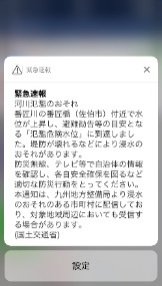 緊急速報
緊急速報
河川氾濫のおそれ
番匠川の番匠橋（佐伯市）付近で水
位が上昇し、避難勧告等の目安とな
る「氾濫危険水位」に到達しまし
た。堤防が壊れるなどにより浸水の
おそれがあります。
防災無線、テレビ等で自治体の情報
を確認し、各自安全確保を図るなど
適切な防災行動をとってください。
本通知は、九州地方整備局より浸水
のおそれのある市町村に配信してお
り、対象地域周辺においても受信す
る場合があります。
(国土交通省)
設定